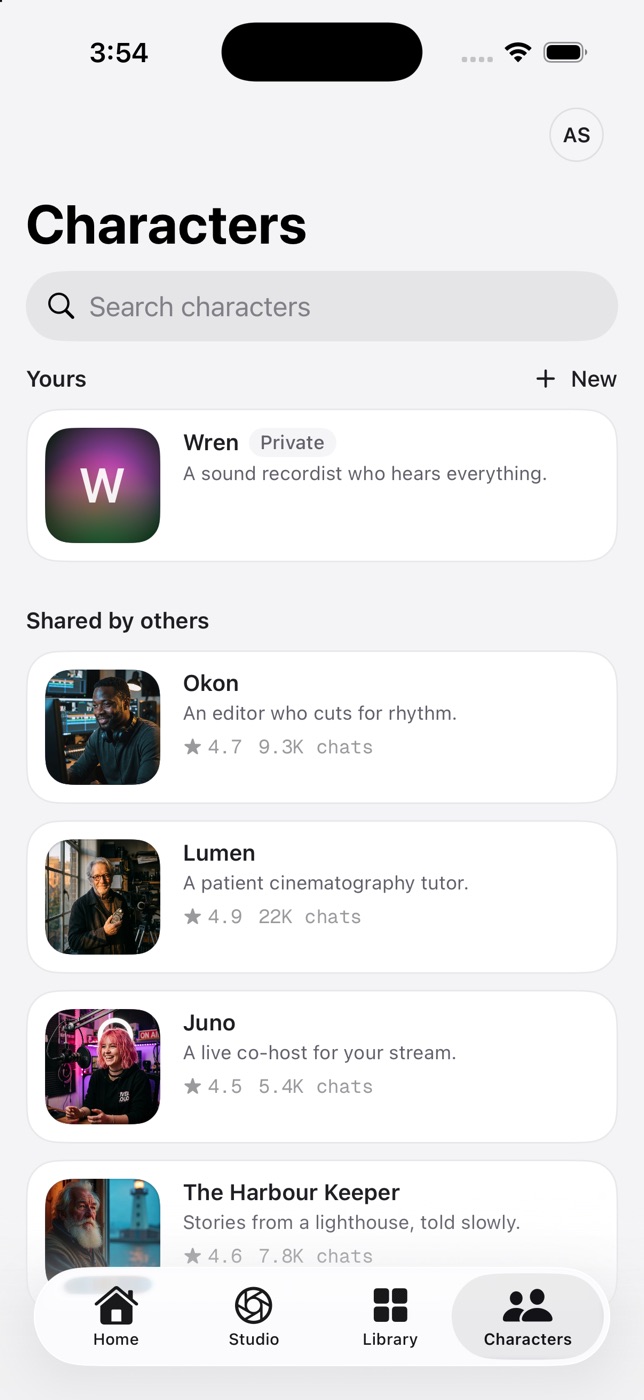 3:54
AS
Characters
Search characters
Yours
+ New
W
Wren Private
A sound recordist who hears everything.
Shared by others
Okon
An editor who cuts for rhythm.
★ 4.7 9.3K chats
Lumen
A patient cinematography tutor.
★ 4.9 22K chats
ON A
Juno
A live co-host for your stream.
★ 4.5 5.4K chats
The Harbour Keeper
Stories from a lighthouse, told slowly.
★ 4.6 7.8K chats
Home
Studio
Library
Characters